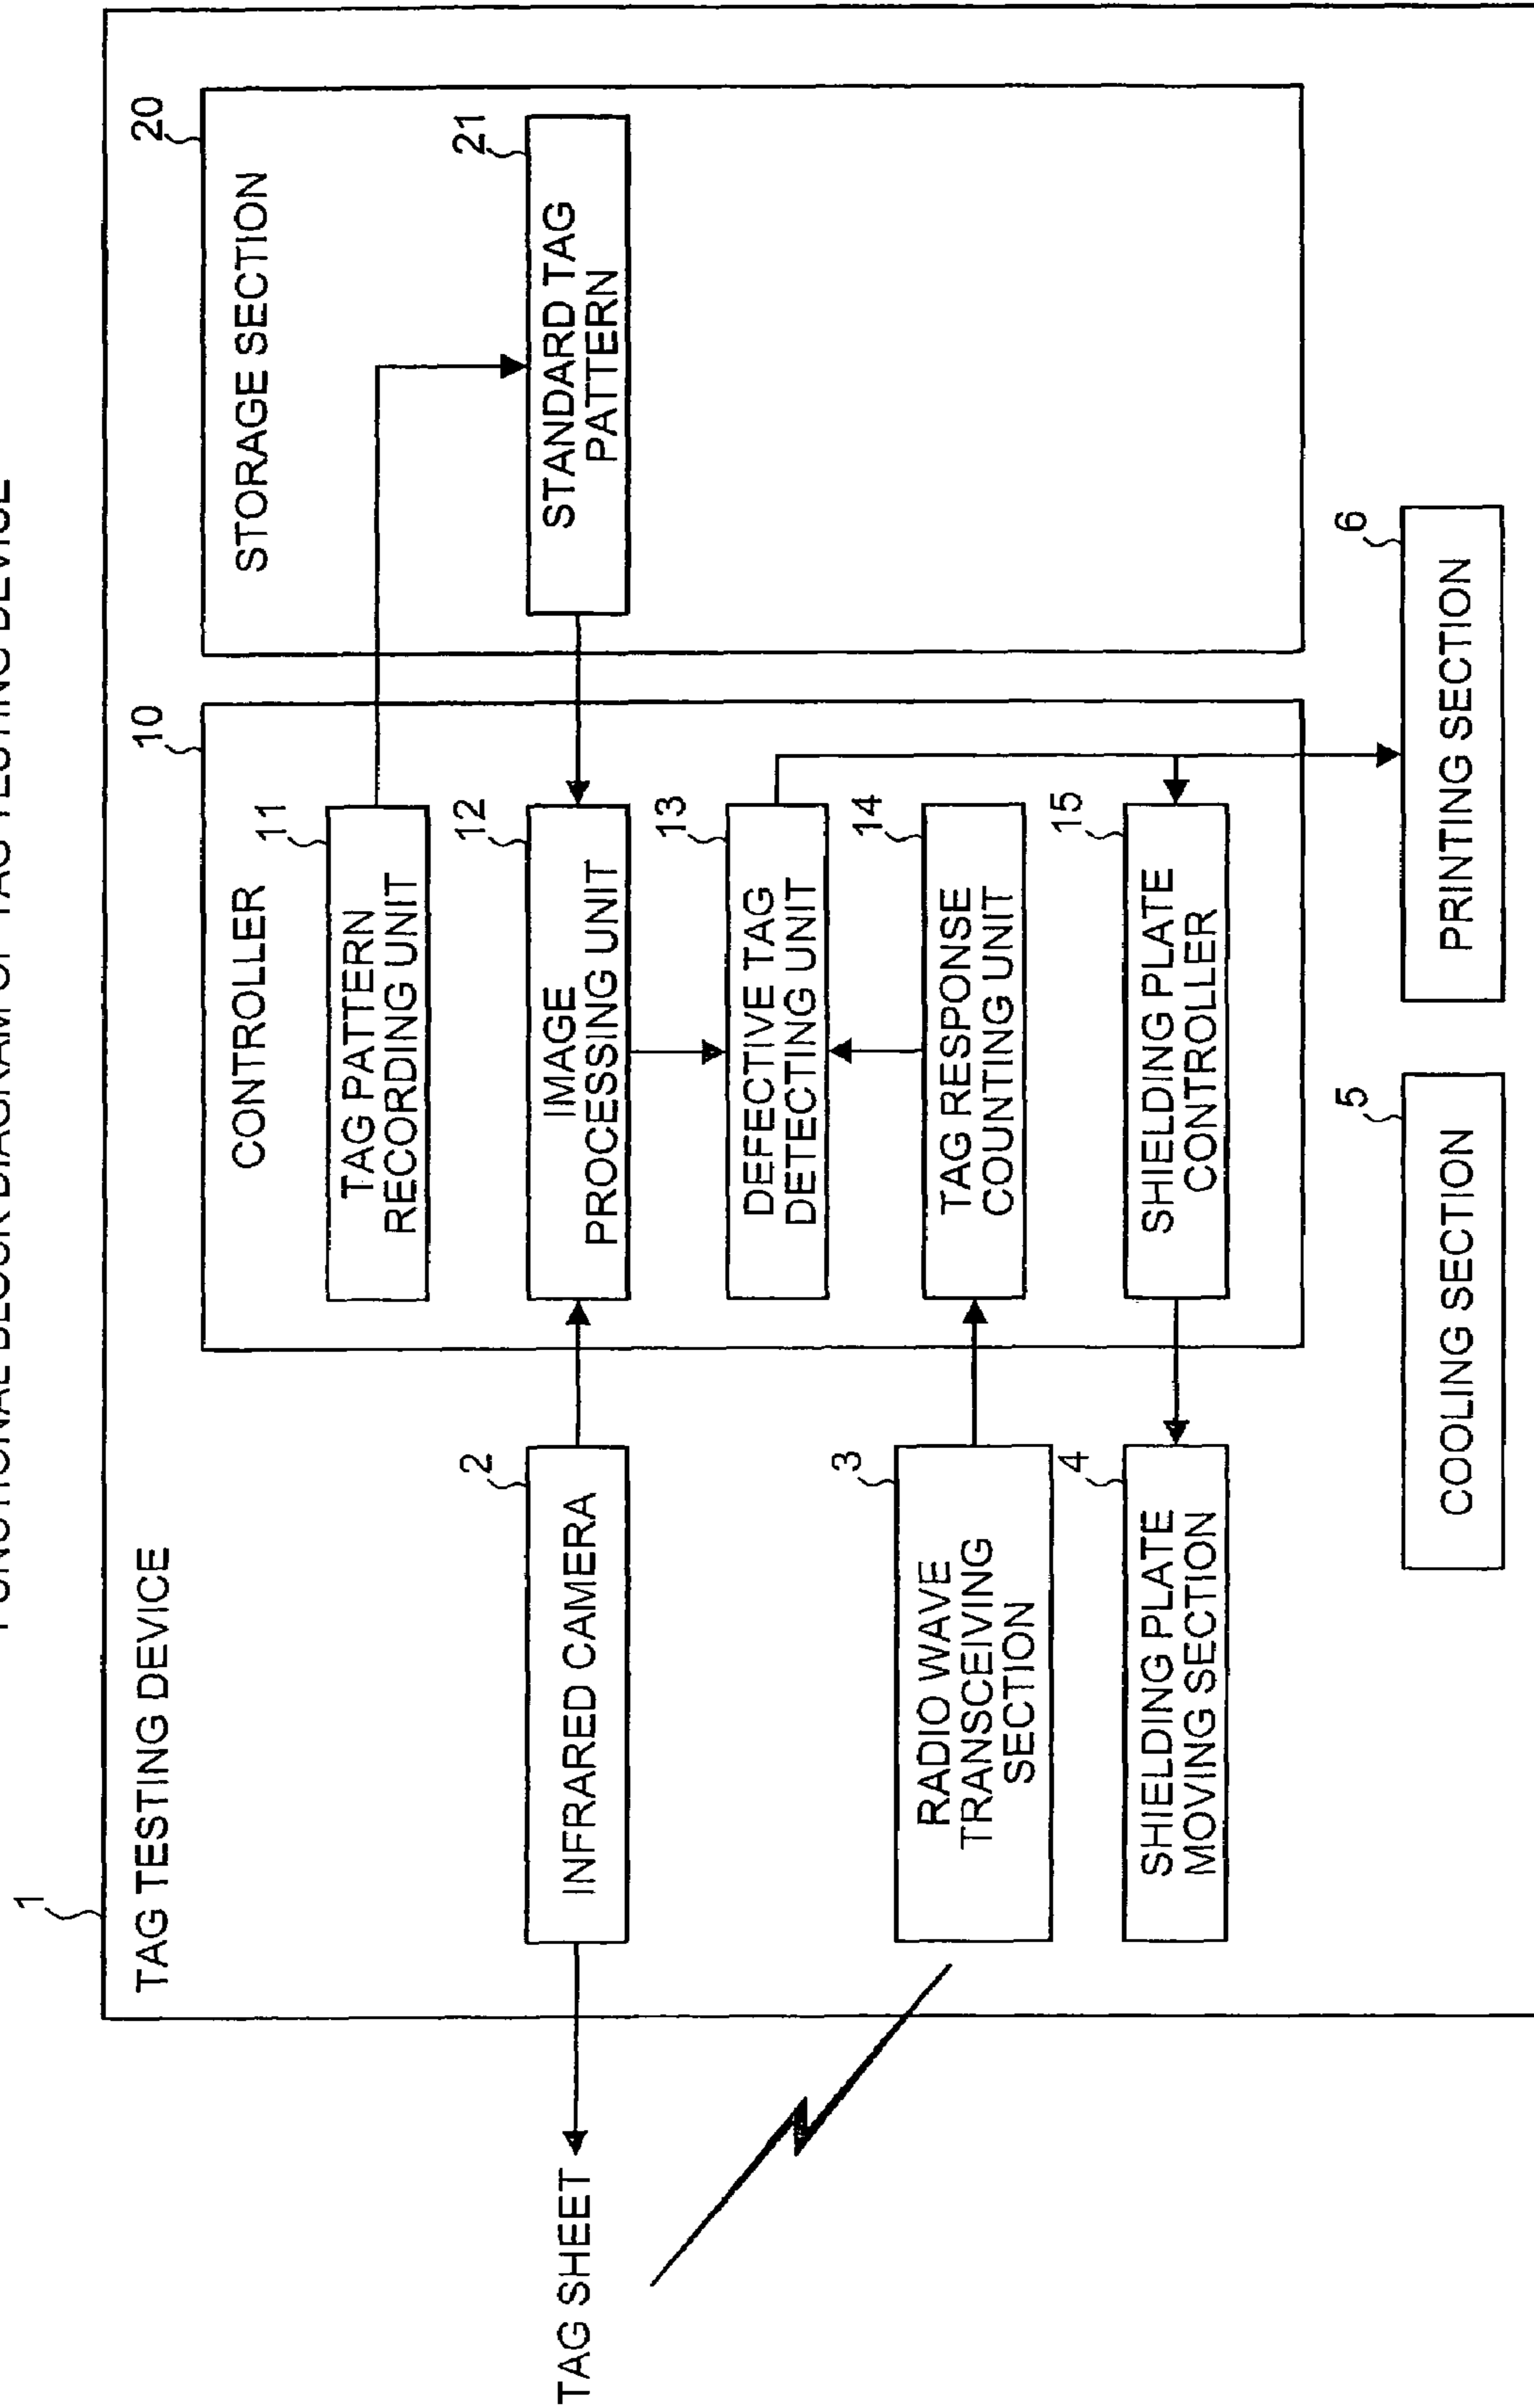 FUNCTIONAL BLOCK DIAGRAM OF TAG TESTING DEVICE
1
TAG TESTING DEVICE
10
CONTROLLER
20
STORAGE SECTION
11
TAG PATTERN
RECORDING UNIT
TAG SHEET
2
INFRARED CAMERA
12
IMAGE
PROCESSING UNIT
21
STANDARD TAG
PATTERN
13
DEFECTIVE TAG
DETECTING UNIT
3
RADIO WAVE
TRANSCEIVING
SECTION
14
TAG RESPONSE
COUNTING UNIT
4
SHIELDING PLATE
MOVING SECTION
15
SHIELDING PLATE
CONTROLLER
5
COOLING SECTION
6
PRINTING SECTION